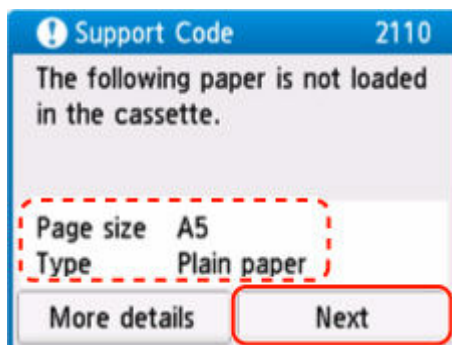 Support Code 2110
The following paper is not loaded
in the cassette.
Page size A5
Type Plain paper
More details Next